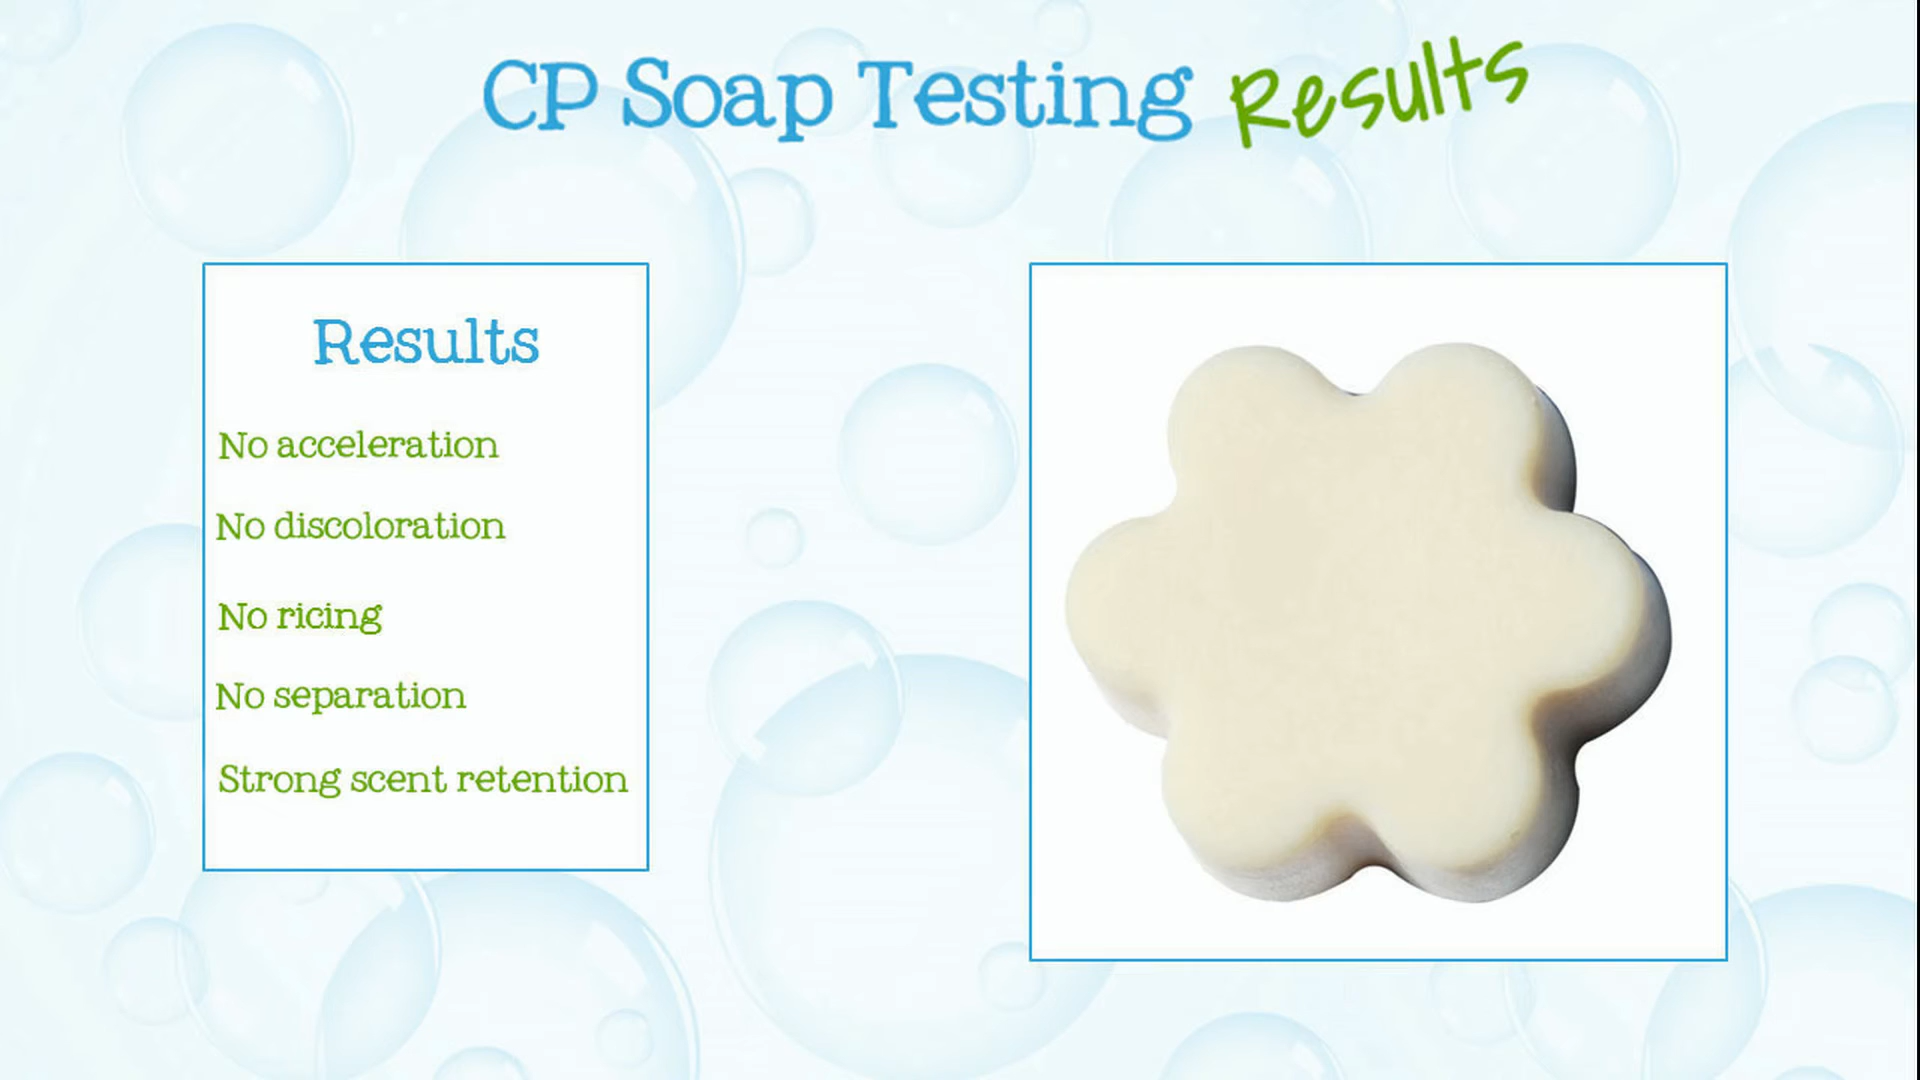 CP Soap Testing Results
Results
No acceleration
No discoloration
No ricing
No separation
Strong scent retention